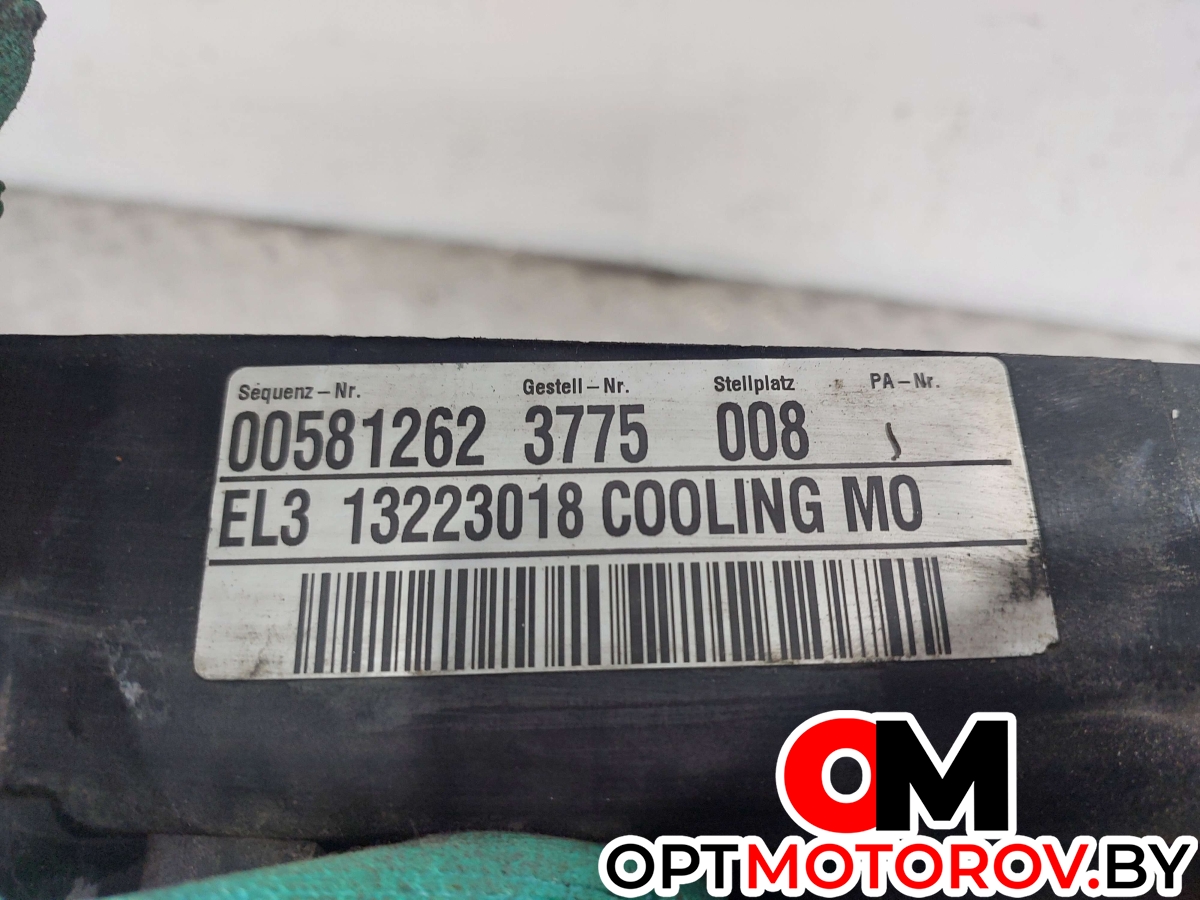 Sequenz-Nr. Gestell-Nr. Stellplatz PA-Nr.
00581262 3775 008
EL3 13223018 COOLING MO
OM
OPTMOTOROV.BY